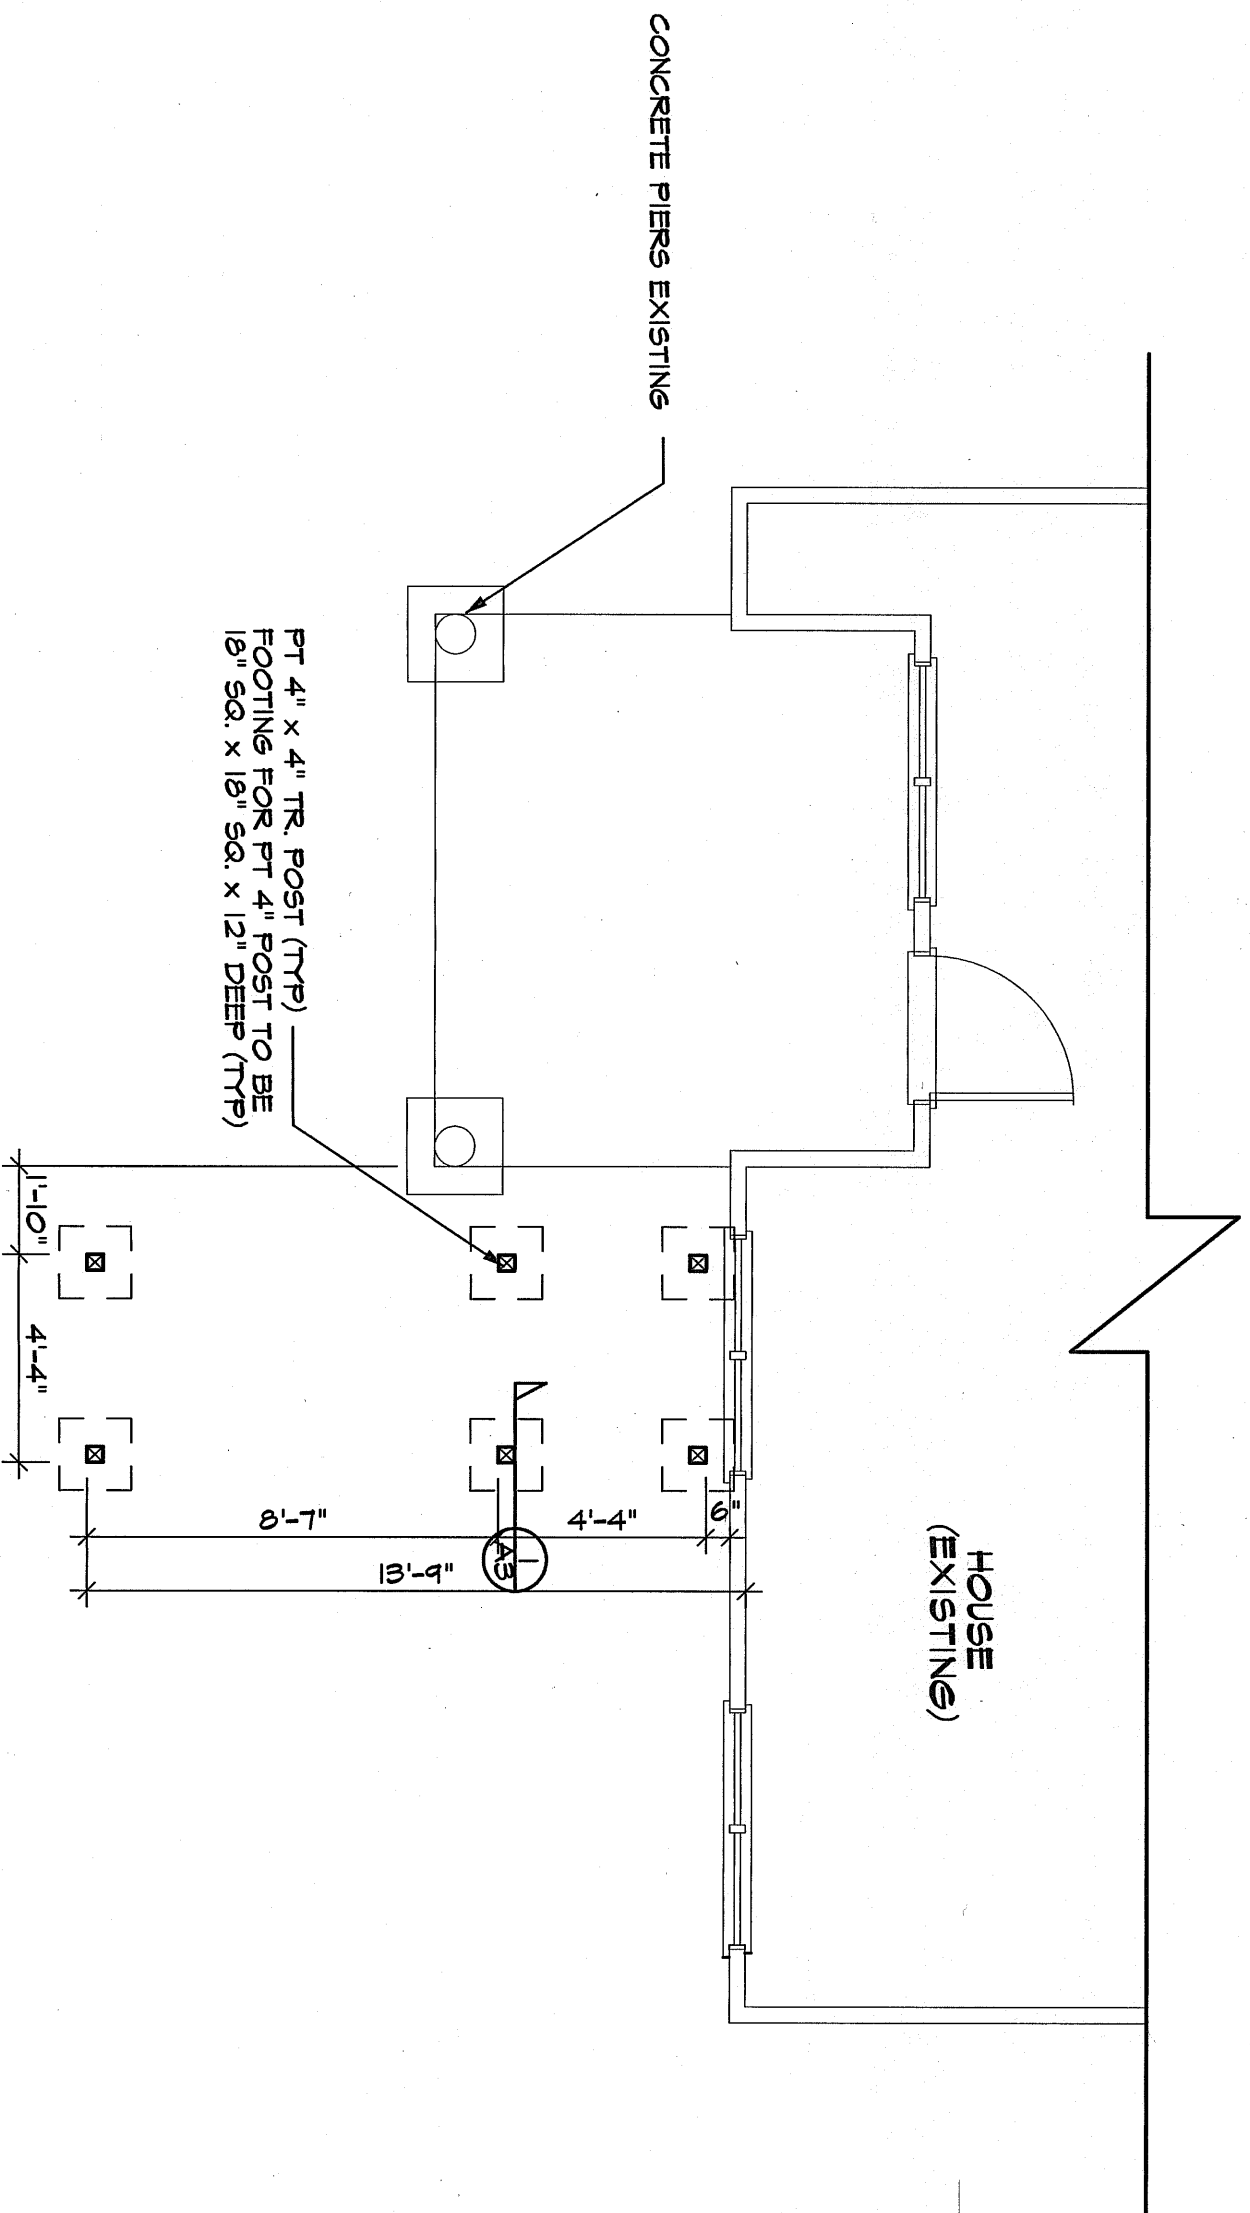 CONCRETE PIERS EXISTING
HOUSE
(EXISTING)
PT 4" x 4" TR. POST (TYP)
FOOTING FOR PT 4" POST TO BE
18" SQ. x 18" SQ. x 12" DEEP (TYP)
1'-10"
4'-4"
8'-7"
4'-4"
6"
13'-9"
1
A3